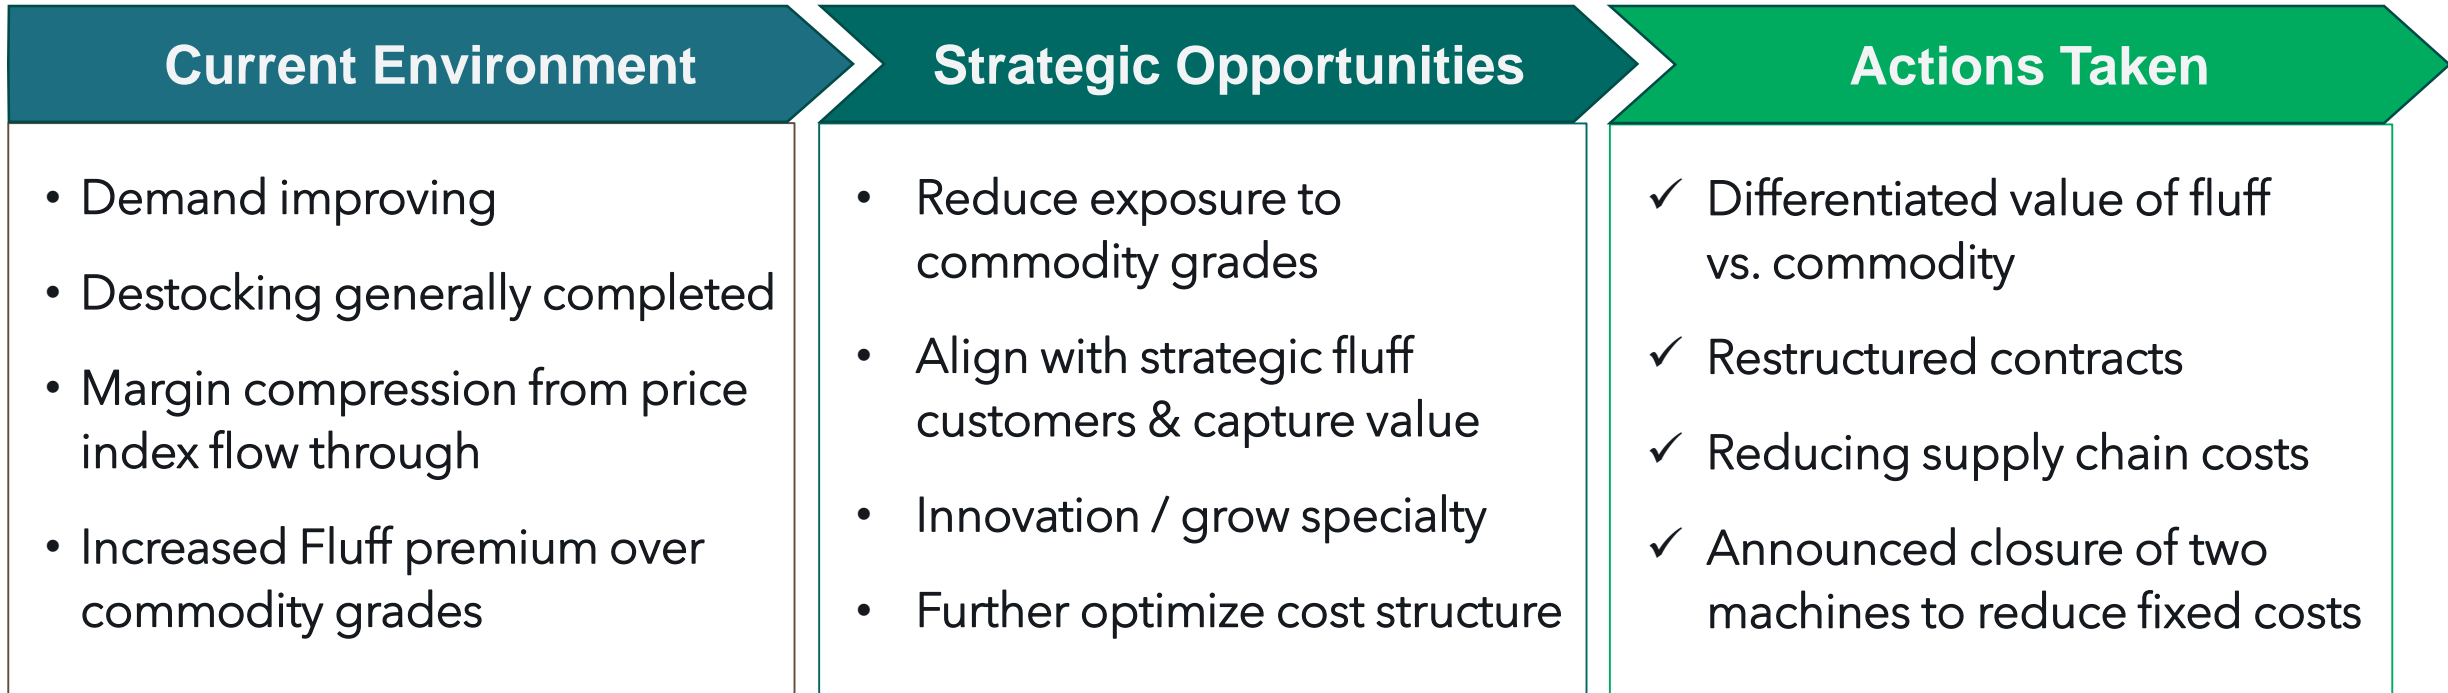 Current Environment
• Demand improving
• Destocking generally completed
• Margin compression from price
index flow through
• Increased Fluff premium over
commodity grades
Strategic Opportunities
• Reduce exposure to
commodity grades
• Align with strategic fluff
customers & capture value
• Innovation / grow specialty
• Further optimize cost structure
Actions Taken
✓ Differentiated value of fluff
vs. commodity
✓ Restructured contracts
✓ Reducing supply chain costs
✓ Announced closure of two
machines to reduce fixed costs